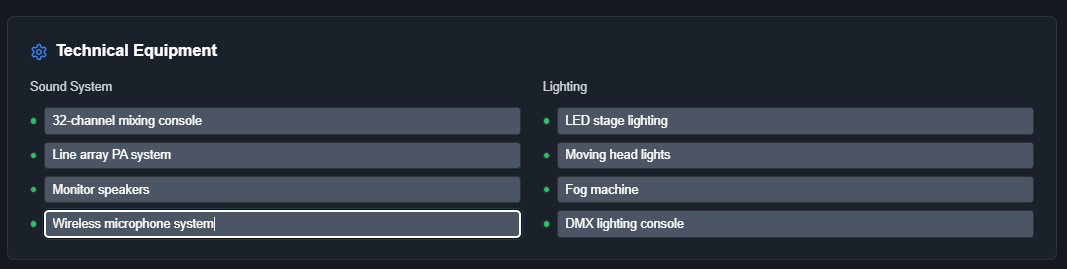 Technical Equipment
Sound System
32-channel mixing console
Line array PA system
Monitor speakers
Wireless microphone system
Lighting
LED stage lighting
Moving head lights
Fog machine
DMX lighting console